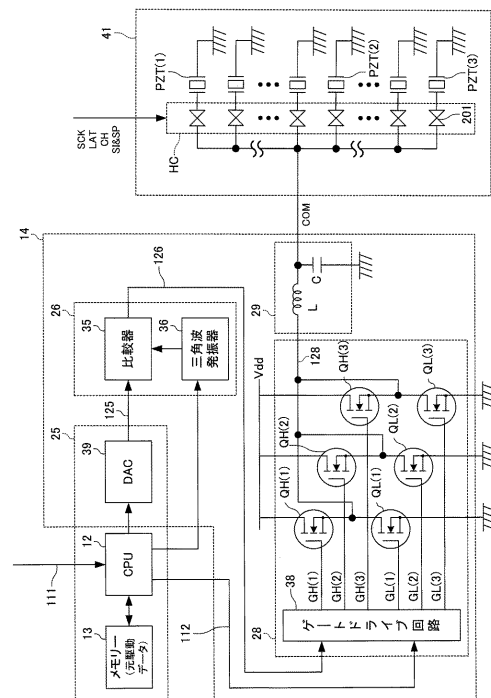 41
PZT(1)
PZT(2)
PZT(3)
SCK
LAT
CH
SI&SP
HC
201
COM
14
126
26
35
比較器
36
三角波
発振器
125
25
39
DAC
12
CPU
111
13
メモリー
(元駆動
データ)
112
29
L
C
128
Vdd
QH(1)
QH(2)
QH(3)
QL(1)
QL(2)
QL(3)
GH(1)
GH(2)
GH(3)
GL(1)
GL(2)
GL(3)
38
ゲートドライブ
回路
28